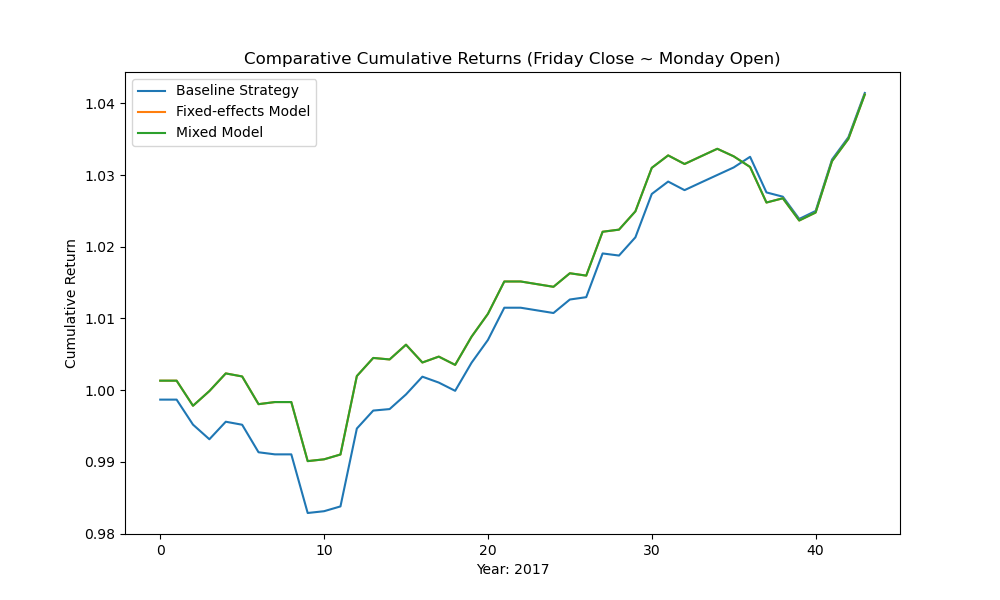 Comparative Cumulative Returns (Friday Close ~ Monday Open)
Baseline Strategy
Fixed-effects Model
Mixed Model
Cumulative Return
1.04
1.03
1.02
1.01
1.00
0.99
0.98
0
10
20
30
40
Year: 2017